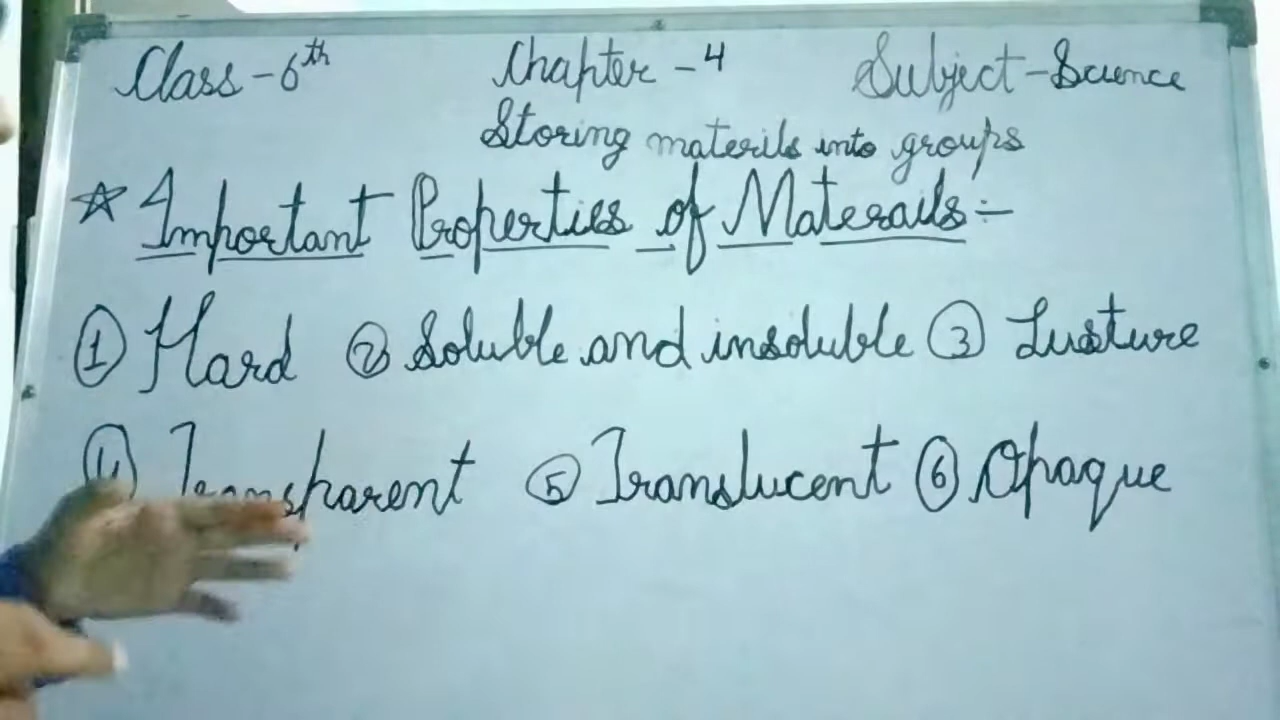 Class - 6th Chapter - 4 Subject - Science
Storing materils into groups
☆ Important Properties of Materails :-
① Hard ② Soluble and insoluble ③ Lusture
④ Transparent ⑤ Translucent ⑥ Opaque